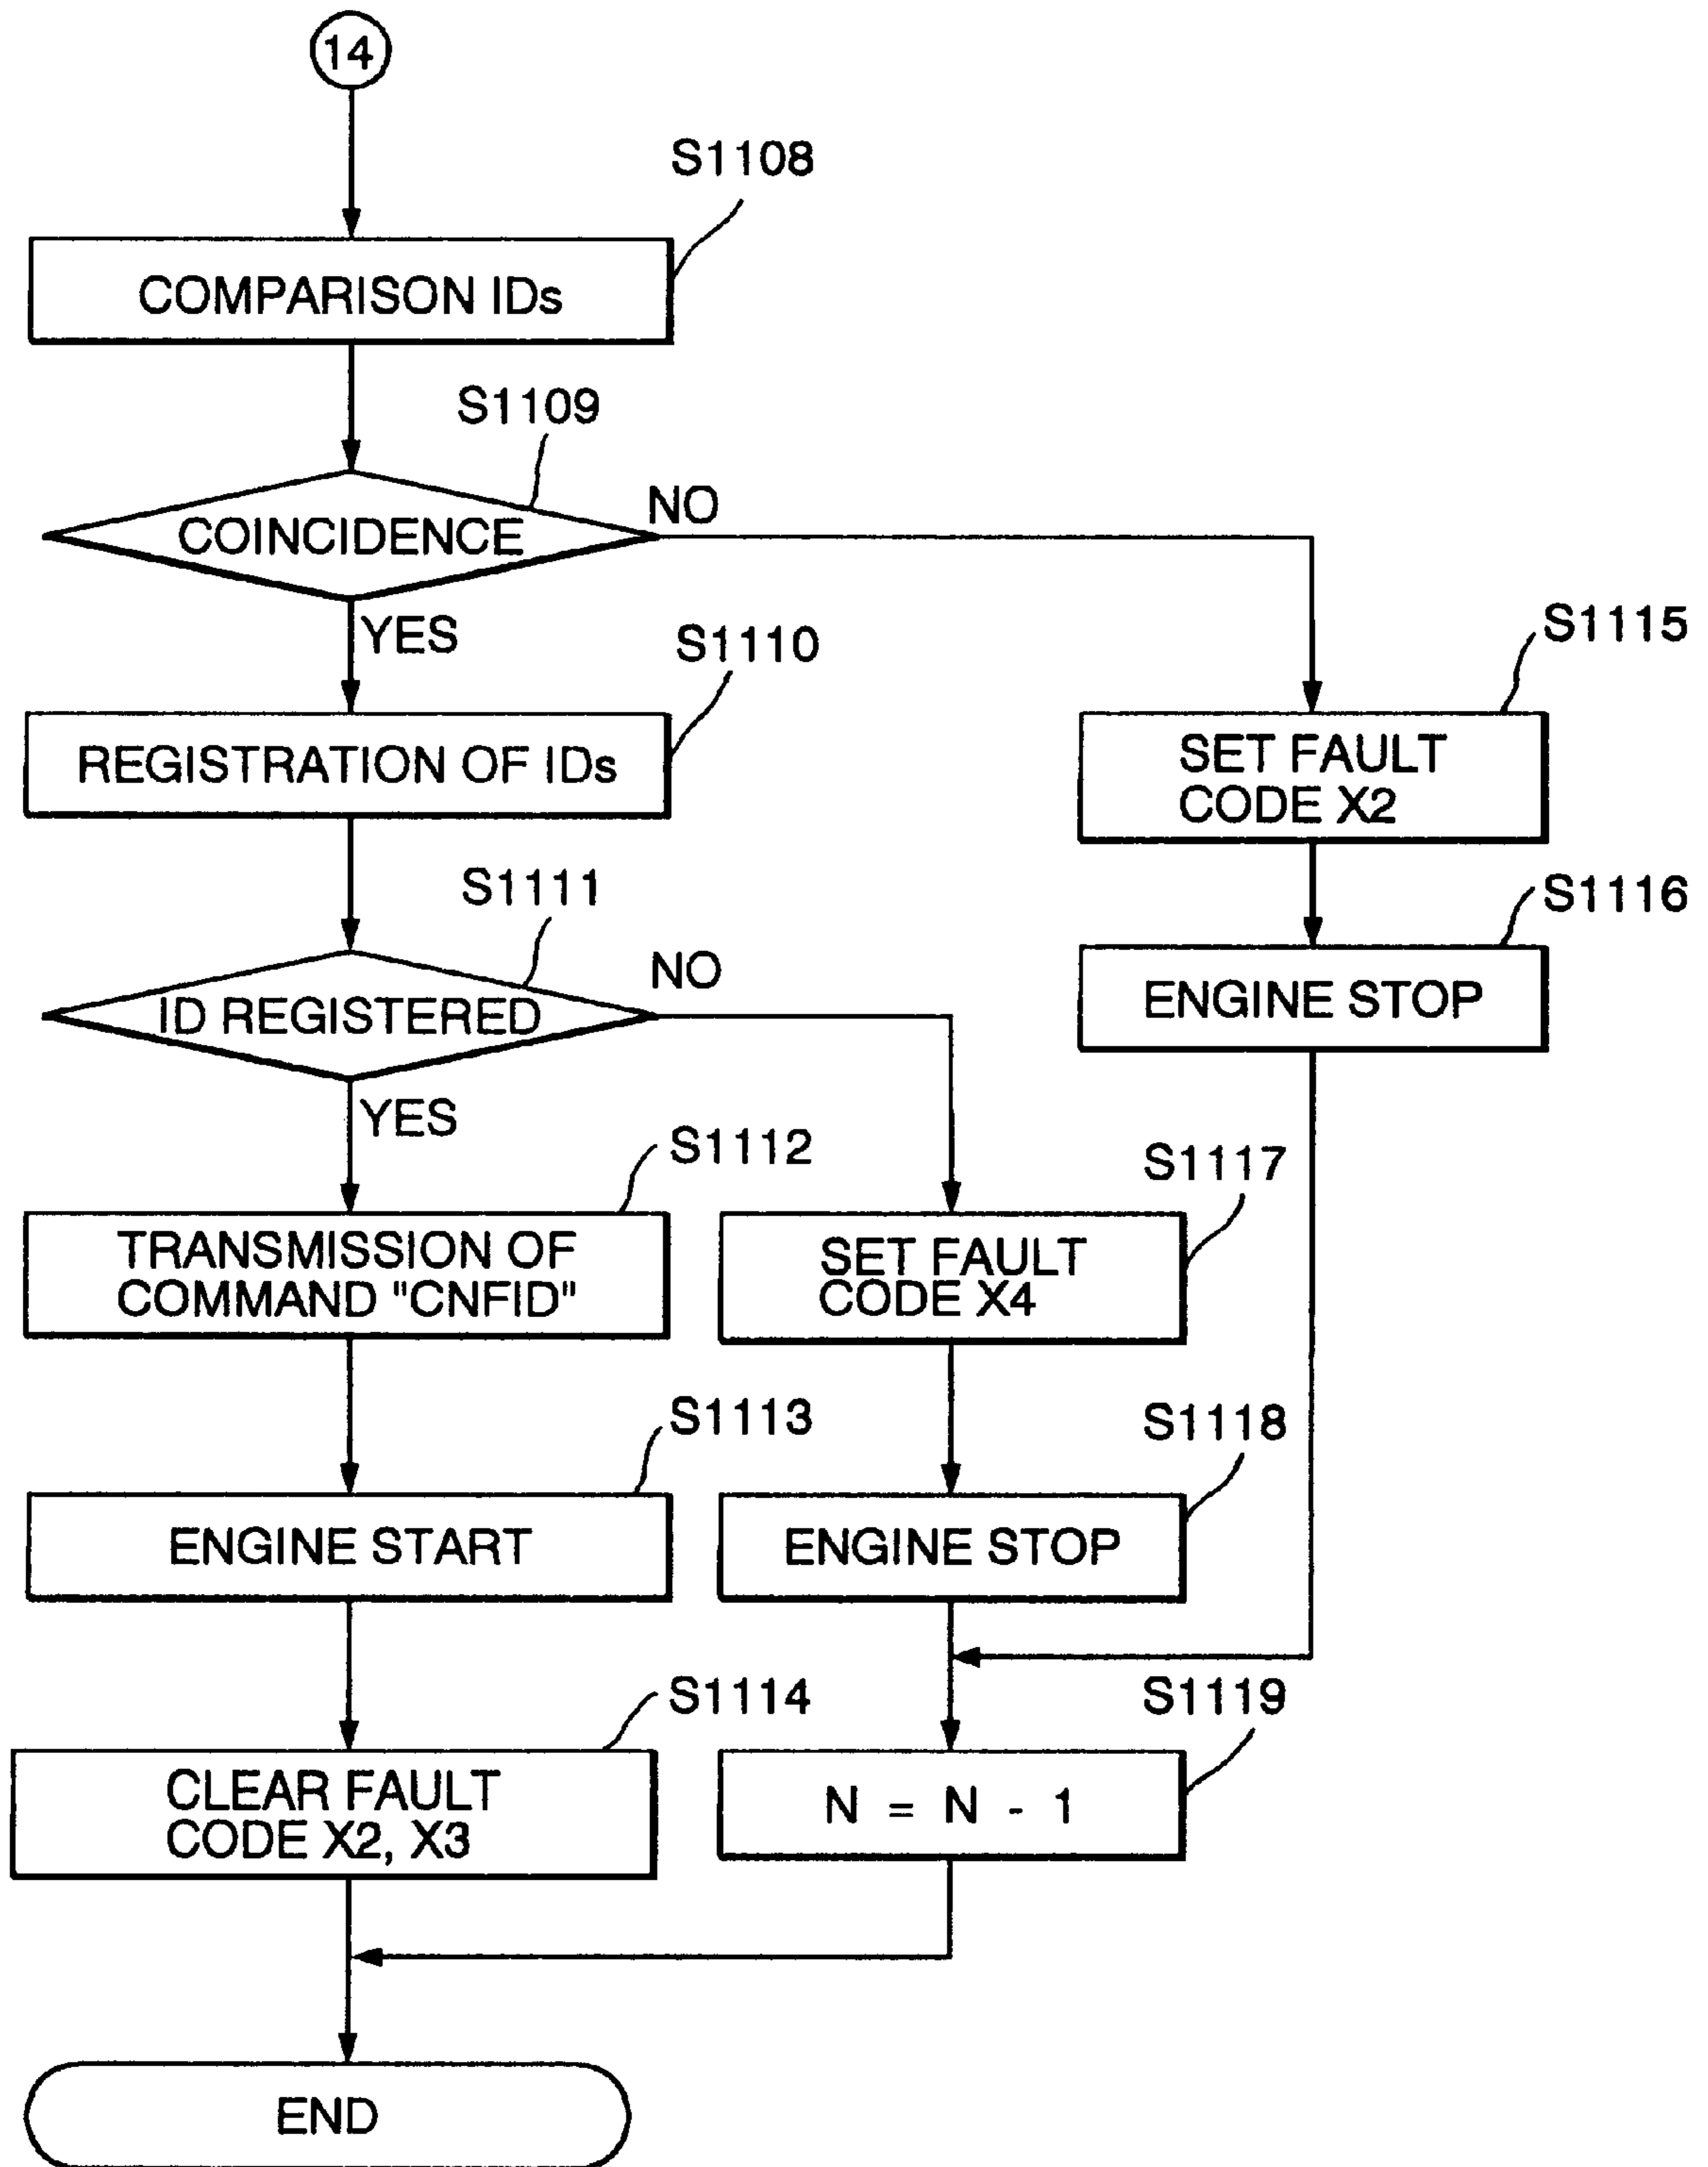 14
S1108
COMPARISON IDs
S1109
COINCIDENCE
NO
YES
S1110
REGISTRATION OF IDs
S1115
SET FAULT
CODE X2
S1111
ID REGISTERED
NO
YES
S1116
ENGINE STOP
S1112
TRANSMISSION OF
COMMAND "CNFID"
S1117
SET FAULT
CODE X4
S1113
ENGINE START
S1118
ENGINE STOP
S1114
CLEAR FAULT
CODE X2, X3
S1119
N = N - 1
END